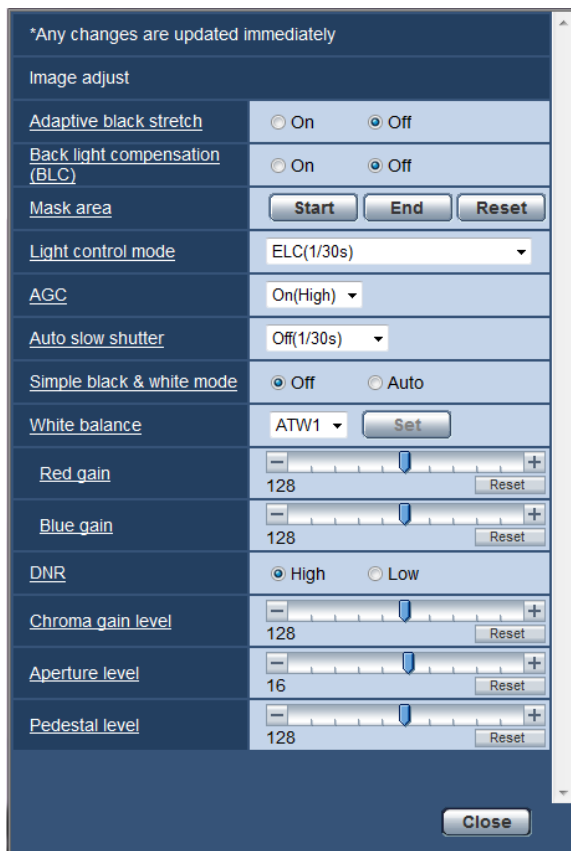 *Any changes are updated immediately
Image adjust
Adaptive black stretch On Off
Back light compensation
(BLC) On Off
Mask area Start End Reset
Light control mode ELC(1/30s)
AGC On(High)
Auto slow shutter Off(1/30s)
Simple black & white mode Off Auto
White balance ATW1 Set
Red gain 128 Reset
Blue gain 128 Reset
DNR High Low
Chroma gain level 128 Reset
Aperture level 16 Reset
Pedestal level 128 Reset
Close